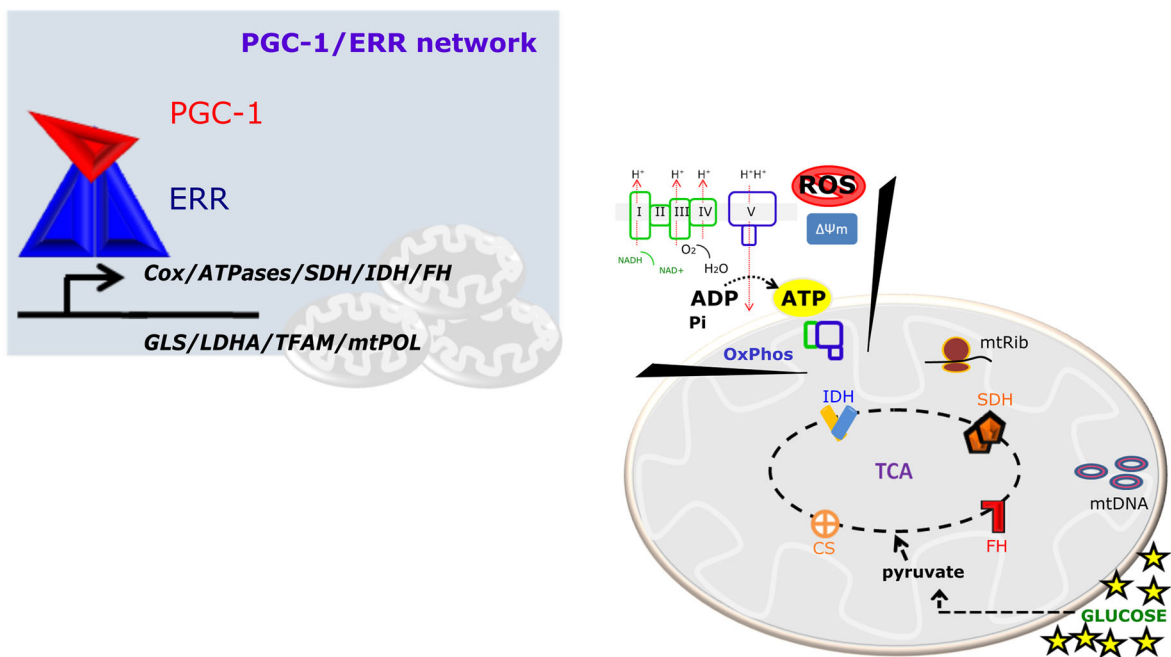 PGC-1/ERR network
PGC-1
ERR
Cox/ATPases/SDH/IDH/FH
GLS/LDHA/TFAM/mtPOL
H⁺ H⁺ H⁺ H⁺H⁺
I II III IV V
ROS
ΔΨm
NADH
NAD+
O₂
H₂O
ADP
Pi
ATP
OxPhos
mtRib
IDH
SDH
TCA
mtDNA
CS
FH
pyruvate
GLUCOSE